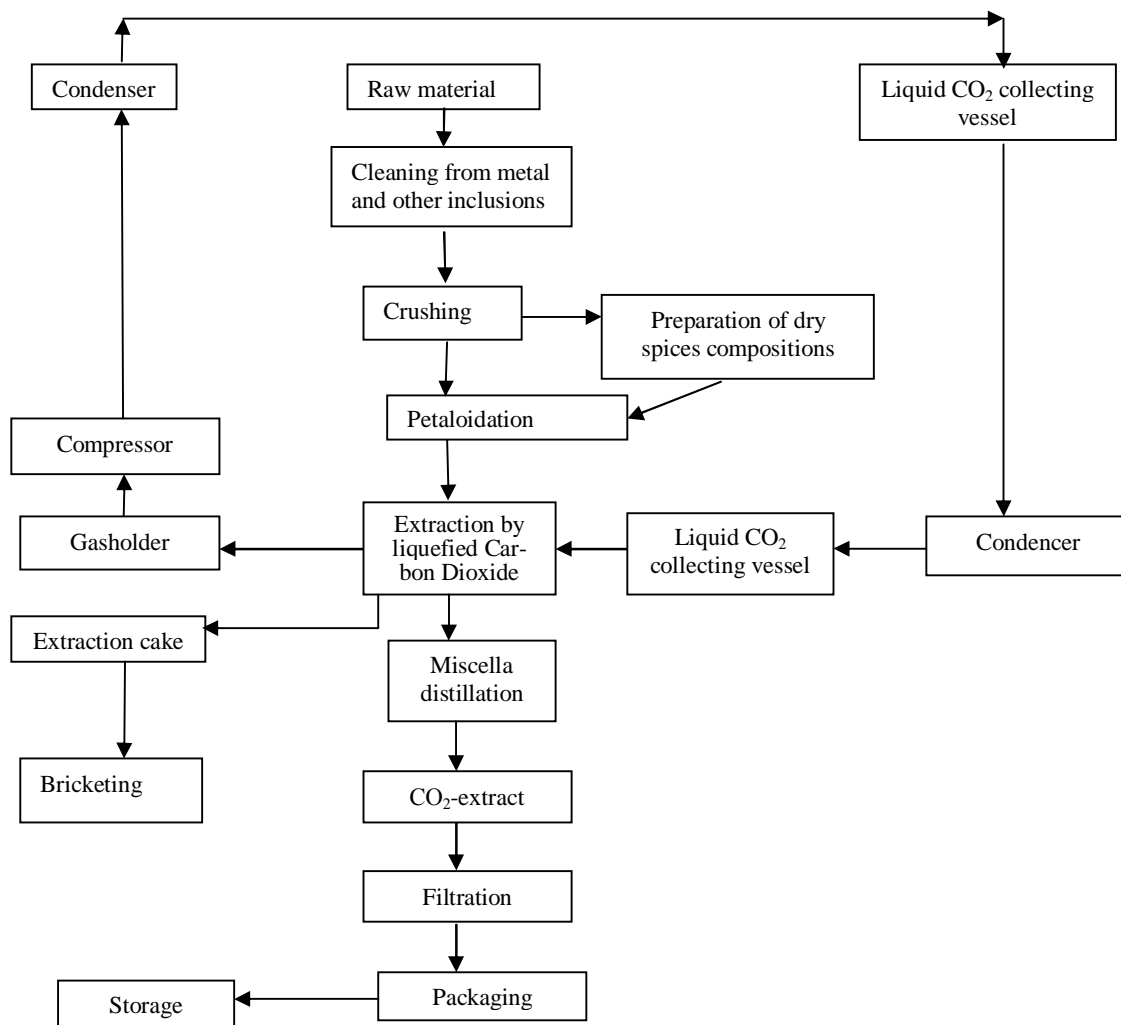 Condenser
Raw material
Liquid CO₂ collecting
vessel
Cleaning from metal
and other inclusions
Crushing
Preparation of dry
spices compositions
Petaloidation
Compressor
Gasholder
Extraction by
liquefied Car-
bon Dioxide
Liquid CO₂
collecting vessel
Condencer
Extraction cake
Miscella
distillation
Bricketing
CO₂-extract
Filtration
Packaging
Storage